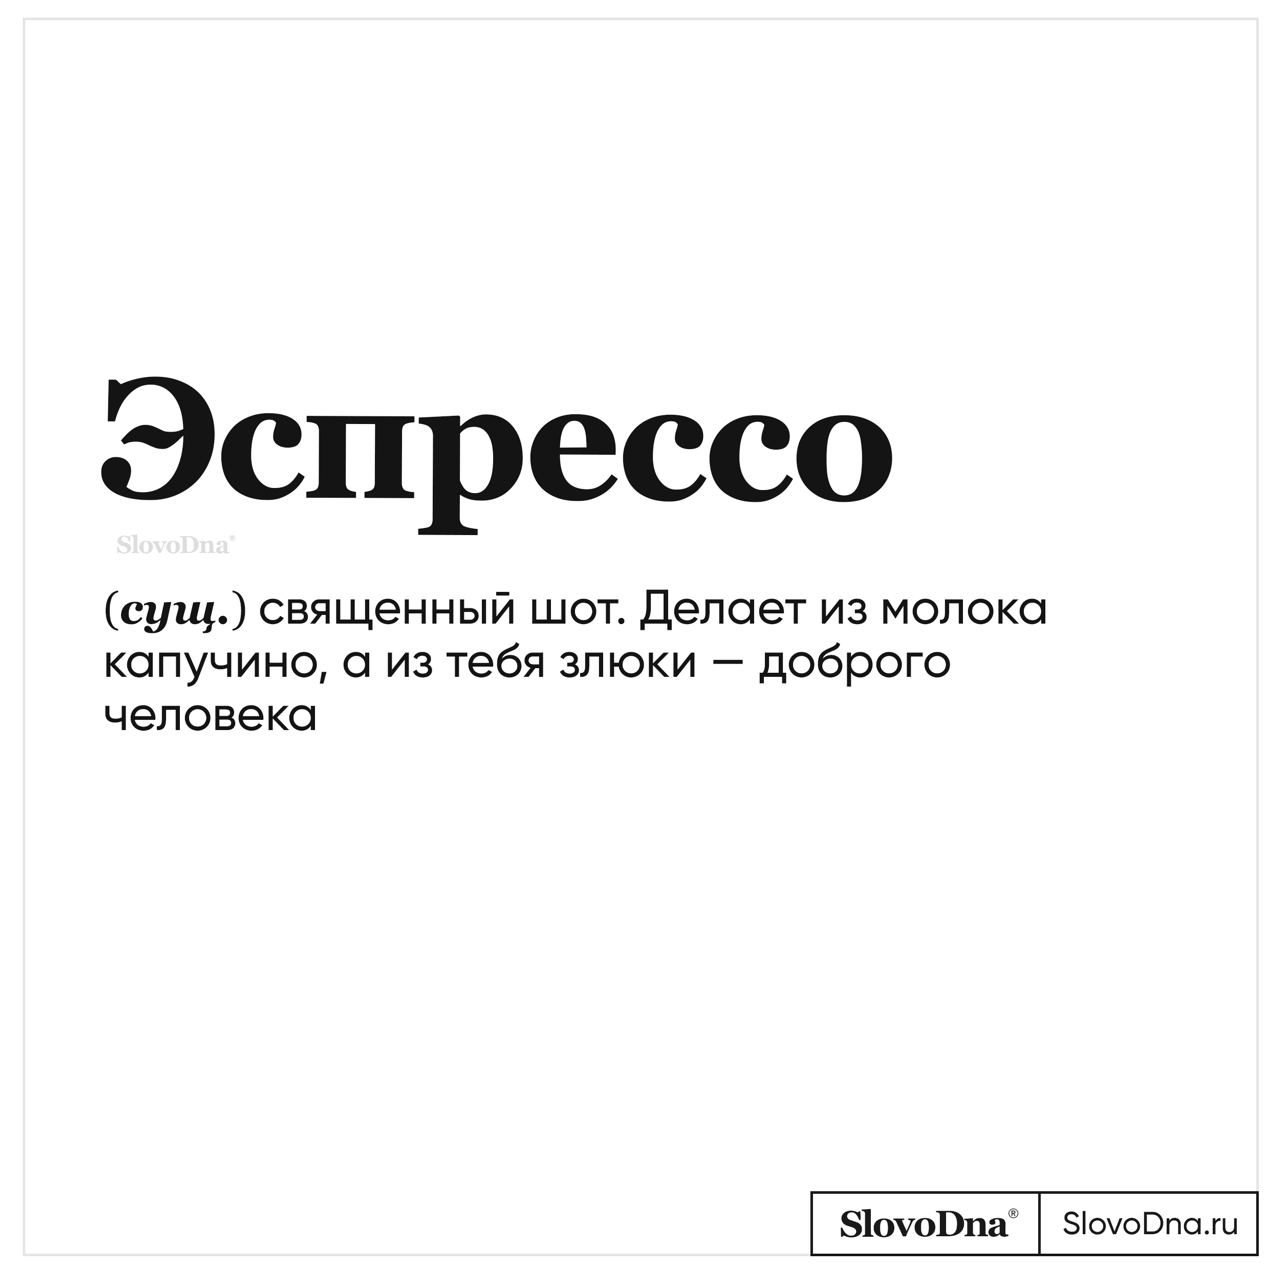 Эспрессо
SlovoDna®
(сущ.) священный шот. Делает из молока
капучино, а из тебя злюки — доброго
человека
SlovoDna® SlovoDna.ru